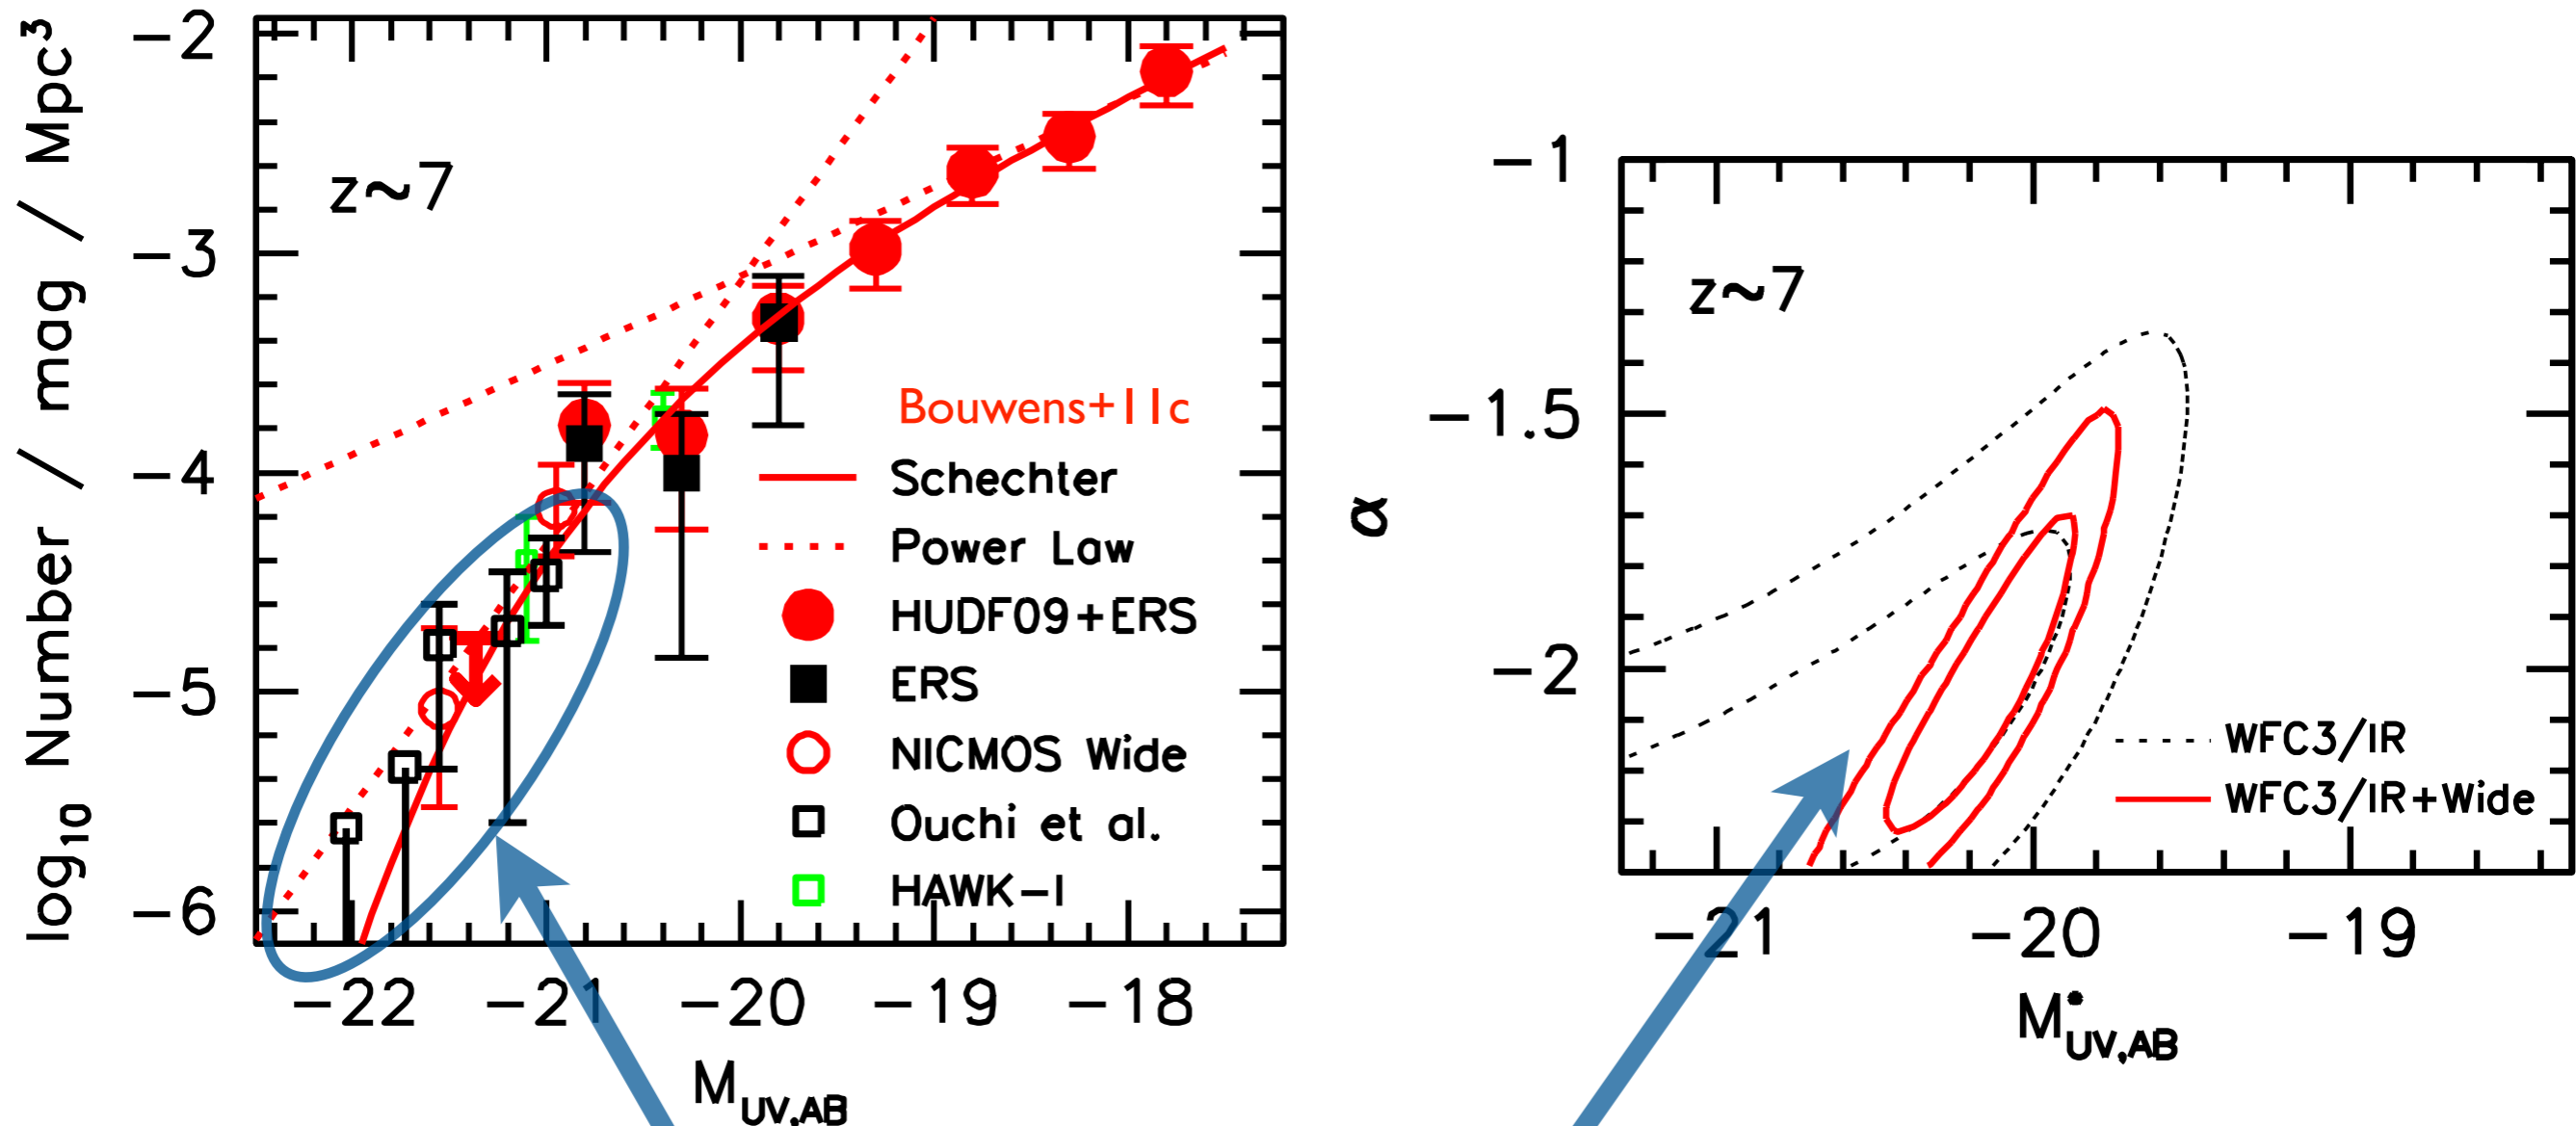 log10 Number / mag / Mpc³
−2
−3
−4
−5
−6
z~7
Bouwens+11c
Schechter
Power Law
HUDF09+ERS
ERS
NICMOS Wide
Ouchi et al.
HAWK−I
−22
−21
−20
−19
−18
M UV,AB
α
−1
−1.5
−2
z~7
WFC3/IR
WFC3/IR+Wide
−21
−20
−19
M* UV,AB